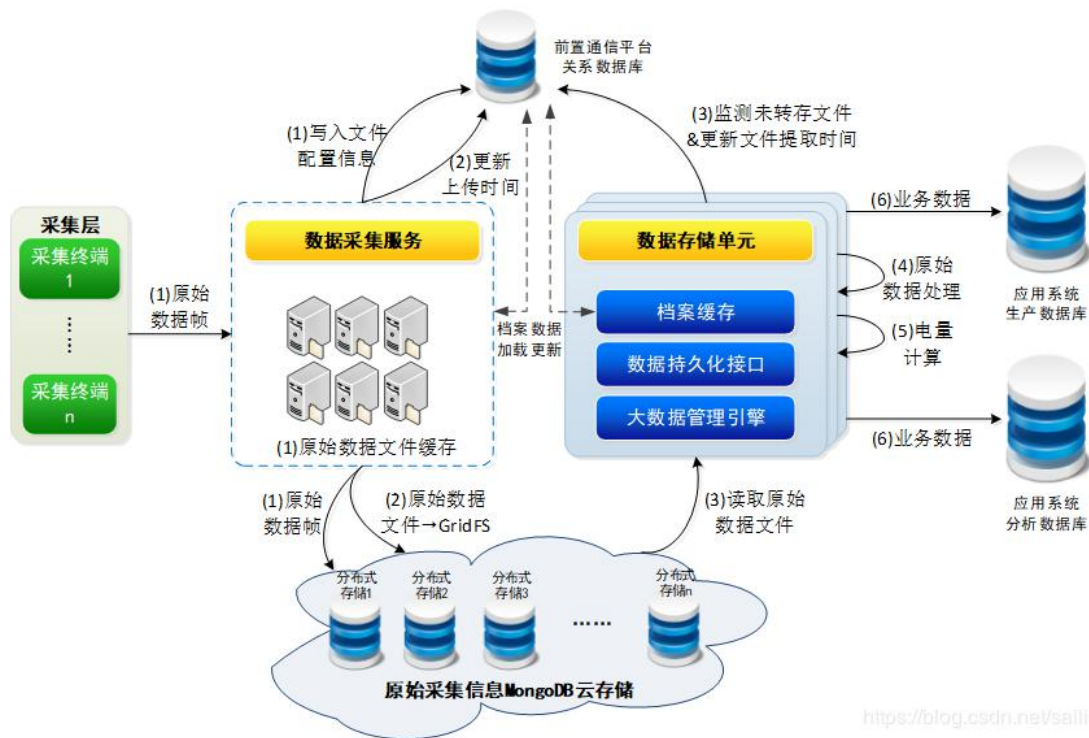 前置通信平台
关系数据库
(1)写入文件
配置信息
(2)更新
上传时间
(3)监测未转存文件
&更新文件提取时间
采集层
采集终端
1
……
采集终端
n
(1)原始
数据帧
数据采集服务
(1)原始数据文件缓存
档案 数据
加载 更新
数据存储单元
档案缓存
数据持久化接口
大数据管理引擎
(6)业务数据
(4)原始
数据处理
(5)电量
计算
(6)业务数据
应用系统
生产数据库
应用系统
分析数据库
(1)原始
数据帧
(2)原始数据
文件→GridFS
(3)读取原始
数据文件
分布式
存储1
分布式
存储2
分布式
存储3
……
分布式
存储n
原始采集信息MongoDB云存储
https://blog.csdn.net/sailli